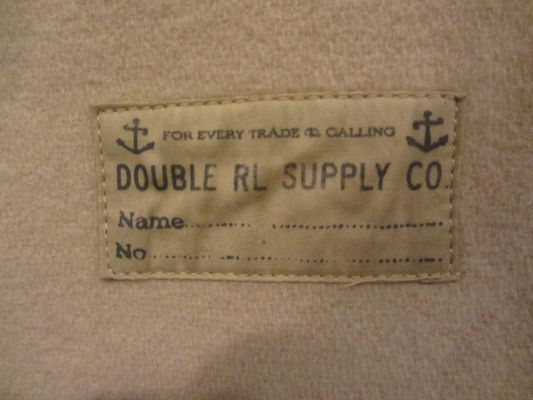 FOR EVERY TRADE & CALLING
DOUBLE RL SUPPLY CO.
Name....................................
No........................................